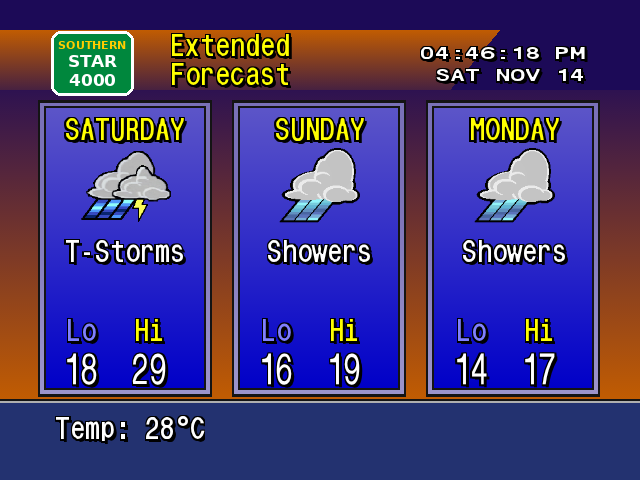 SOUTHERN
STAR
4000
Extended
Forecast
04:46:18 PM
SAT NOV 14
SATURDAY
T-Storms
Lo Hi
18 29
SUNDAY
Showers
Lo Hi
16 19
MONDAY
Showers
Lo Hi
14 17
Temp: 28°C